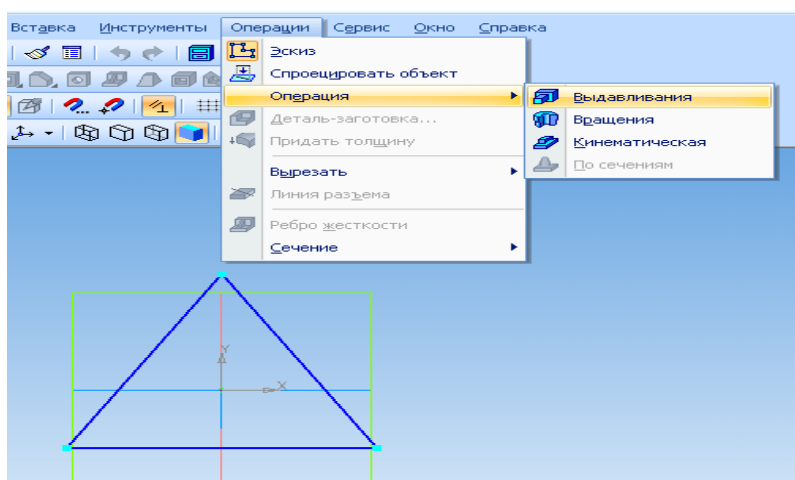 Вставка Инструменты Операции Сервис Окно Справка
Эскиз
Спроецировать объект
Операция
Деталь-заготовка...
Придать толщину
Вырезать
Линия разъема
Ребро жесткости
Сечение
Выдавливания
Вращения
Кинематическая
По сечениям
Y
X